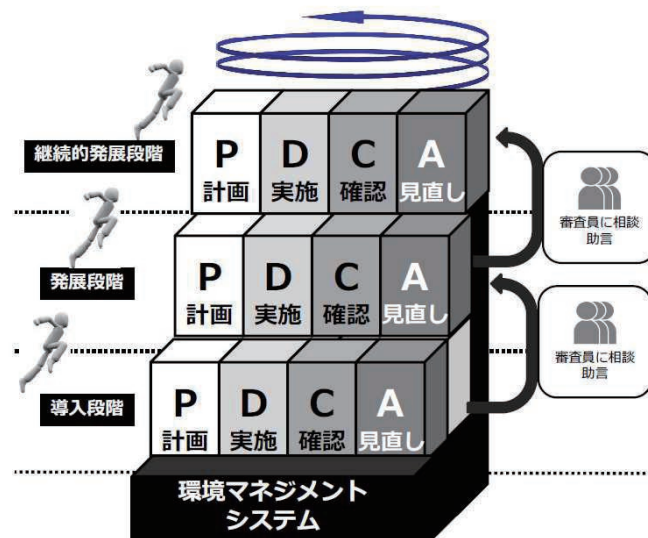 継続的発展段階
P
計画
D
実施
C
確認
A
見直し
審査員に相談
助言
発展段階
P
計画
D
実施
C
確認
A
見直し
審査員に相談
助言
導入段階
P
計画
D
実施
C
確認
A
見直し
環境マネジメント
システム